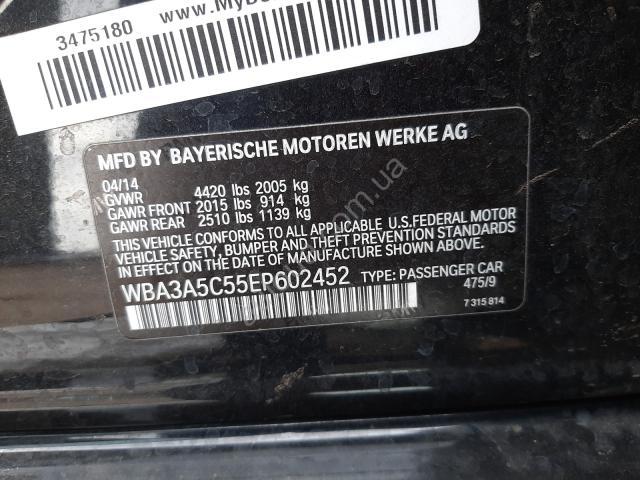 3475180 www.MyD
MFD BY BAYERISCHE MOTOREN WERKE AG
04/14
GVWR 4420 lbs 2005 kg
GAWR FRONT 2015 lbs 914 kg
GAWR REAR 2510 lbs 1139 kg
THIS VEHICLE CONFORMS TO ALL APPLICABLE U.S.FEDERAL MOTOR
VEHICLE SAFETY, BUMPER AND THEFT PREVENTION STANDARDS
IN EFFECT ON THE DATE OF MANUFACTURE SHOWN ABOVE.
WBA3A5C55EP602452 TYPE: PASSENGER CAR
475/9
7 315 814